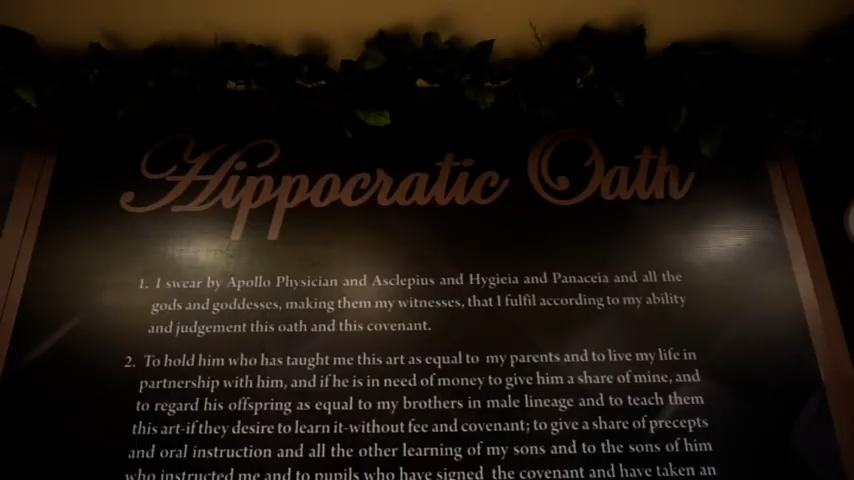 Hippocratic Oath
1. I swear by Apollo Physician and Asclepius and Hygieia and Panaceia and all the
gods and goddesses, making them my witnesses, that I fulfil according to my ability
and judgement this oath and this covenant.
2. To hold him who has taught me this art as equal to my parents and to live my life in
partnership with him, and if he is in need of money to give him a share of mine, and
to regard his offspring as equal to my brothers in male lineage and to teach them
this art-if they desire to learn it-without fee and covenant; to give a share of precepts
and oral instruction and all the other learning of my sons and to the sons of him
who instructed me and to pupils who have signed the covenant and have taken an